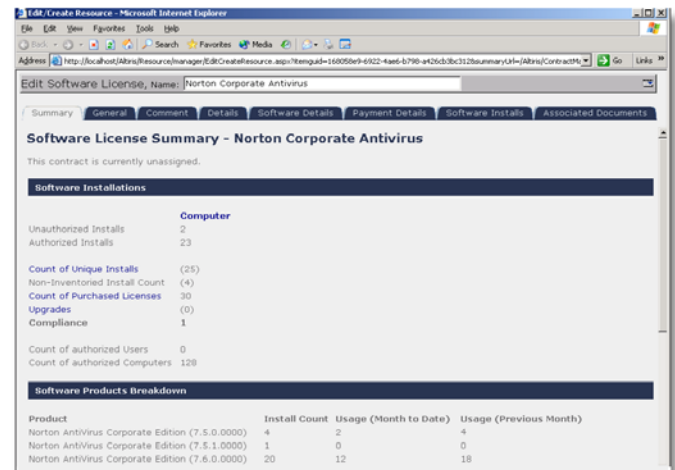 Edit/Create Resource - Microsoft Internet Explorer
File Edit View Favorites Tools Help
Back Search Favorites Media
Address http://localhost/Altiris/Resource/manager/EditCreateResource.aspx? Go Links »
Edit Software License, Name: Norton Corporate Antivirus
Summary General Comment Details Software Details Payment Details Software Installs Associated Documents
Software License Summary - Norton Corporate Antivirus
This contract is currently unassigned.
Software Installations
Computer
Unauthorized Installs 2
Authorized Installs 23
Count of Unique Installs (25)
Non-Inventoried Install Count (4)
Count of Purchased Licenses 30
Upgrades (0)
Compliance 1
Count of authorized Users 0
Count of authorized Computers 128
Software Products Breakdown
Product Install Count Usage (Month to Date) Usage (Previous Month)
Norton AntiVirus Corporate Edition (7.5.0.0000) 4 2 4
Norton AntiVirus Corporate Edition (7.5.1.0000) 1 0 0
Norton AntiVirus Corporate Edition (7.6.0.0000) 20 12 18